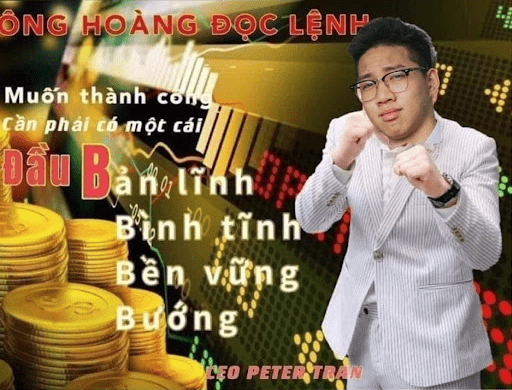 ÔNG HOÀNG ĐỌC LỆNH
Muốn thành công
Cần phải có một cái
Đầu Bản lĩnh
Bình tĩnh
Bền vững
Bướng
LEO PETER TRAN